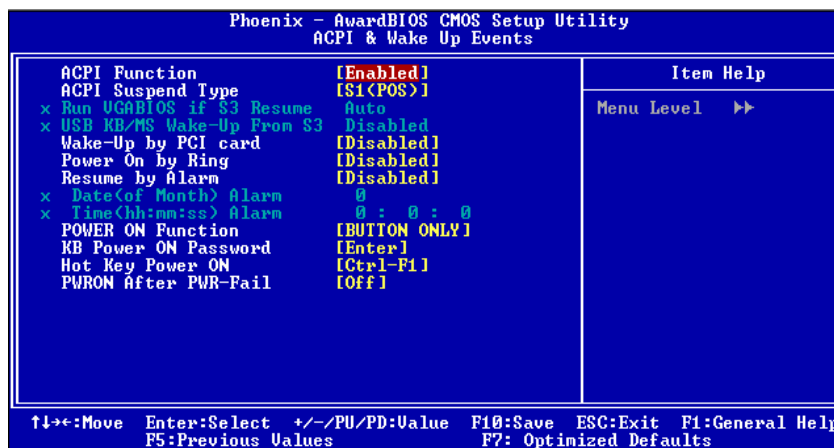 Phoenix - AwardBIOS CMOS Setup Utility
ACPI & Wake Up Events
ACPI Function [Enabled]
ACPI Suspend Type [S1(POS)]
x Run VGABIOS if S3 Resume Auto
x USB KB/MS Wake-Up From S3 Disabled
Wake-Up by PCI card [Disabled]
Power On by Ring [Disabled]
Resume by Alarm [Disabled]
x Date(of Month) Alarm 0
x Time(hh:mm:ss) Alarm 0 : 0 : 0
POWER ON Function [BUTTON ONLY]
KB Power ON Password [Enter]
Hot Key Power ON [Ctrl-F1]
PWRON After PWR-Fail [Off]
Item Help
Menu Level ►►
↑↓→←:Move Enter:Select +/-/PU/PD:Value F10:Save ESC:Exit F1:General Help
F5:Previous Values F7: Optimized Defaults